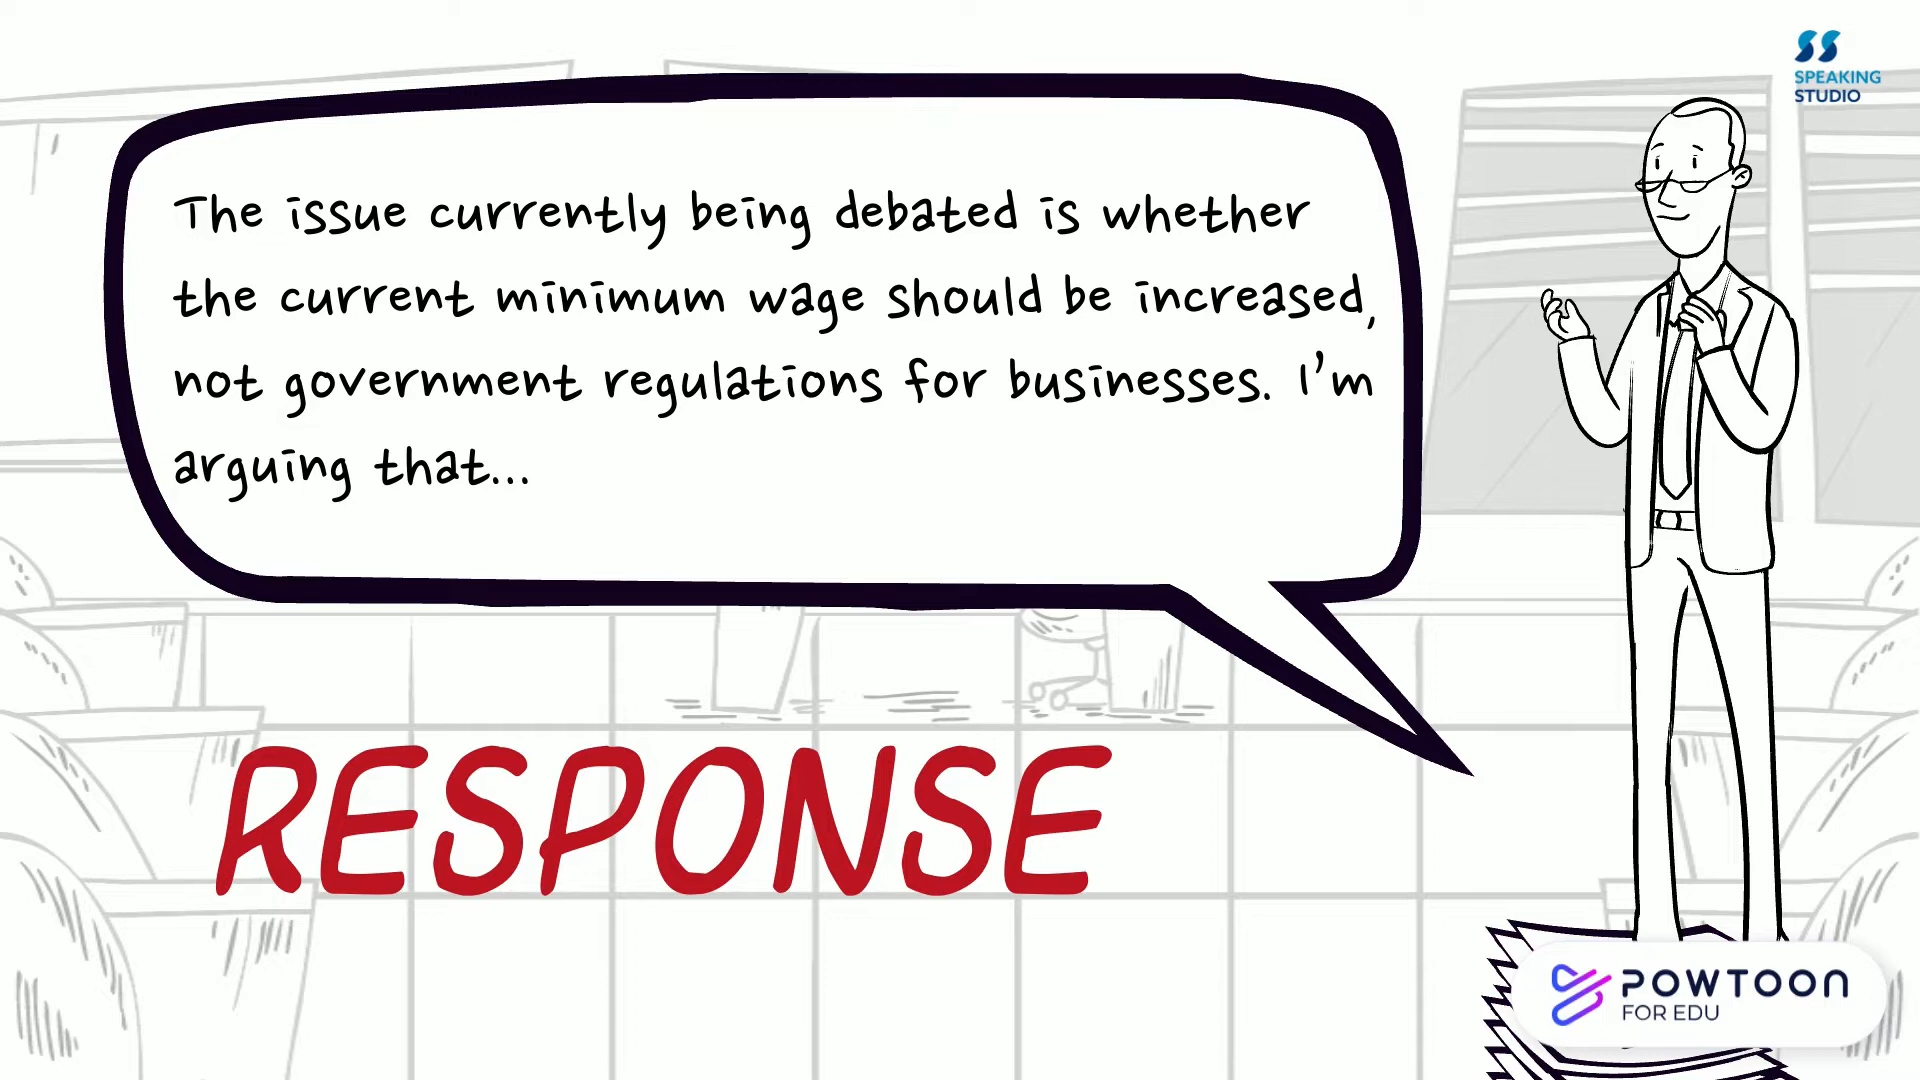 SPEAKING
STUDIO
The issue currently being debated is whether
the current minimum wage should be increased,
not government regulations for businesses. I'm
arguing that...
RESPONSE
POWTOON
FOR EDU